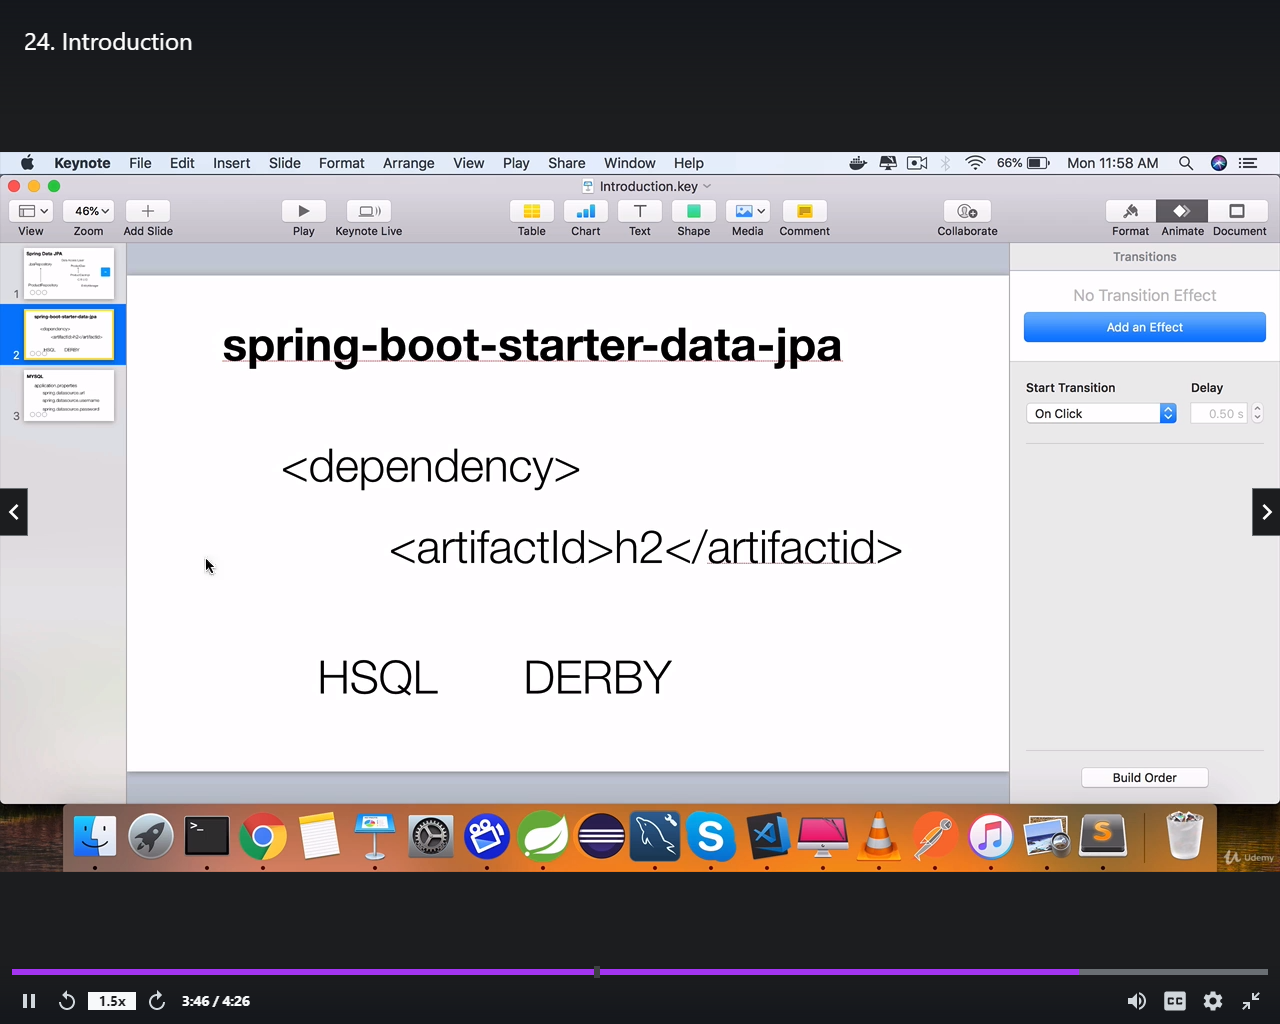 24. Introduction
Keynote File Edit Insert Slide Format Arrange View Play Share Window Help 66% Mon 11:58 AM
Introduction.key
46%
View Zoom Add Slide Play Keynote Live Table Chart Text Shape Media Comment Collaborate Format Animate Document
Spring Data JPA
1
spring-boot-starter-data-jpa
<dependency>
<artifactId>h2</artifactid>
HSQL DERBY
2
MYSQL
application.properties
spring.datasource.url
spring.datasource.username
spring.datasource.password
3
spring-boot-starter-data-jpa
<dependency>
<artifactId>h2</artifactid>
HSQL DERBY
Transitions
No Transition Effect
Add an Effect
Start Transition Delay
On Click 0.50 s
Build Order
Udemy
1.5x 3:46 / 4:26 CC